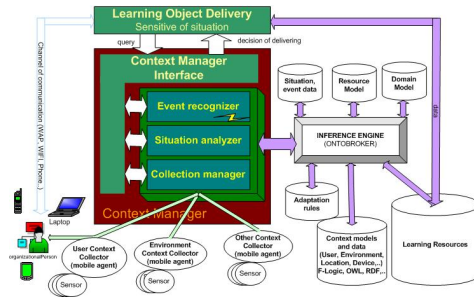 Learning Object Delivery
Sensitive of situation
query
decision of delivering
Context Manager
Interface
Event recognizer
Situation analyzer
Collection manager
Context Manager
Channel of communication (WAP, WIFI, Phone,..)
Laptop
organizationalPerson
User Context
Collector
(mobile agent)
Sensor
Environment
Context Collector
(mobile agent)
Sensor
Other Context
Collector
(mobile agent)
Sensor
Situation,
event data
Resource
Model
Domain
Model
INFERENCE ENGINE
(ONTOBROKER)
data
Adaptation
rules
Context models
and data
(User, Environment,
Location, Device,..)
F-Logic, OWL, RDF,..
Learning Resources